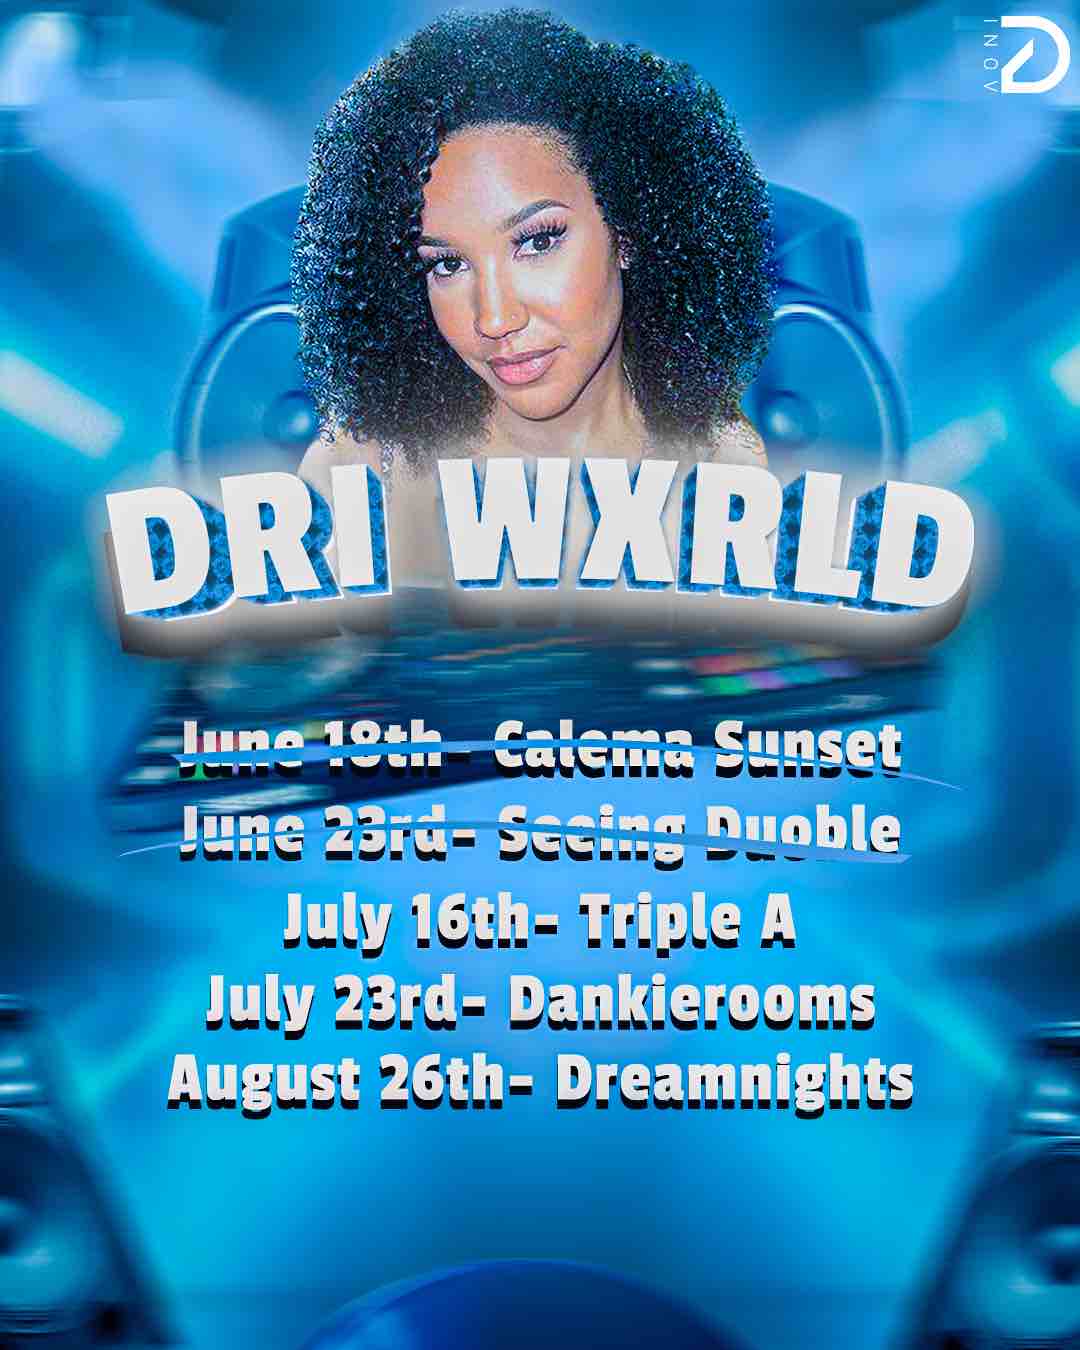 INOV
DRI WXRLD
June 18th- Calema Sunset
June 23rd- Seeing Duoble
July 16th- Triple A
July 23rd- Dankierooms
August 26th- Dreamnights